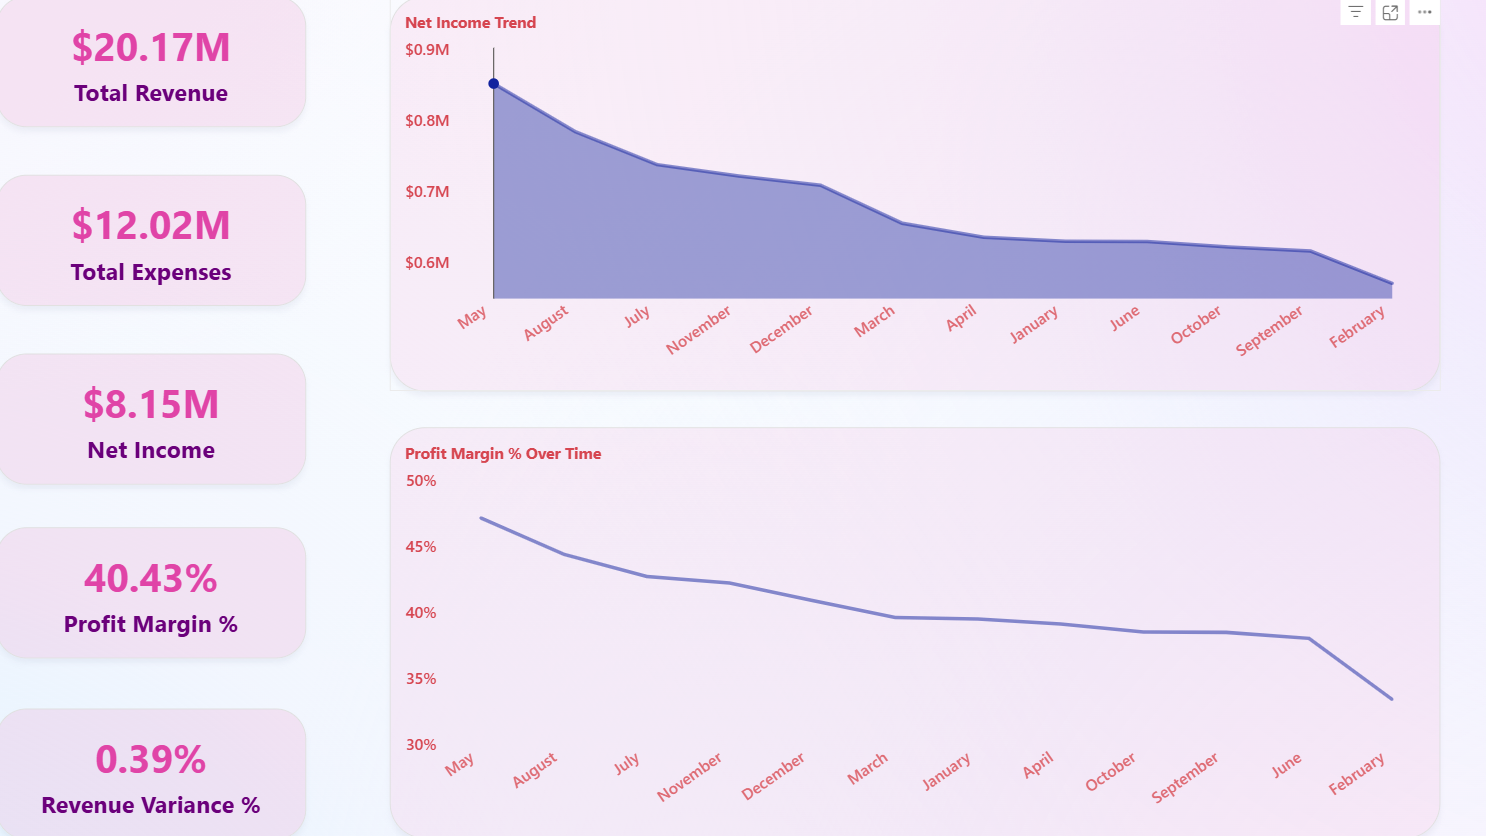 $20.17M
Total Revenue
$12.02M
Total Expenses
$8.15M
Net Income
40.43%
Profit Margin %
0.39%
Revenue Variance %
Net Income Trend
$0.9M
$0.8M
$0.7M
$0.6M
May August July November December March April January June October September February
Profit Margin % Over Time
50%
45%
40%
35%
30%
May August July November December March January April October September June February